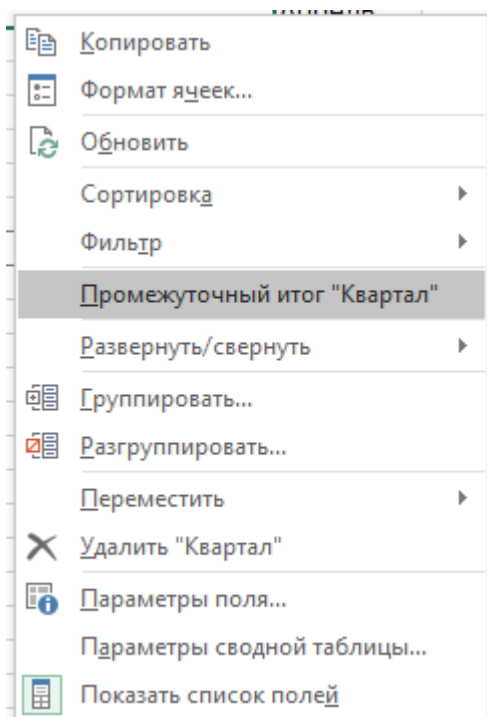 Копировать
Формат ячеек...
Обновить
Сортировка
Фильтр
Промежуточный итог "Квартал"
Развернуть/свернуть
Группировать...
Разгруппировать...
Переместить
Удалить "Квартал"
Параметры поля...
Параметры сводной таблицы...
Показать список полей